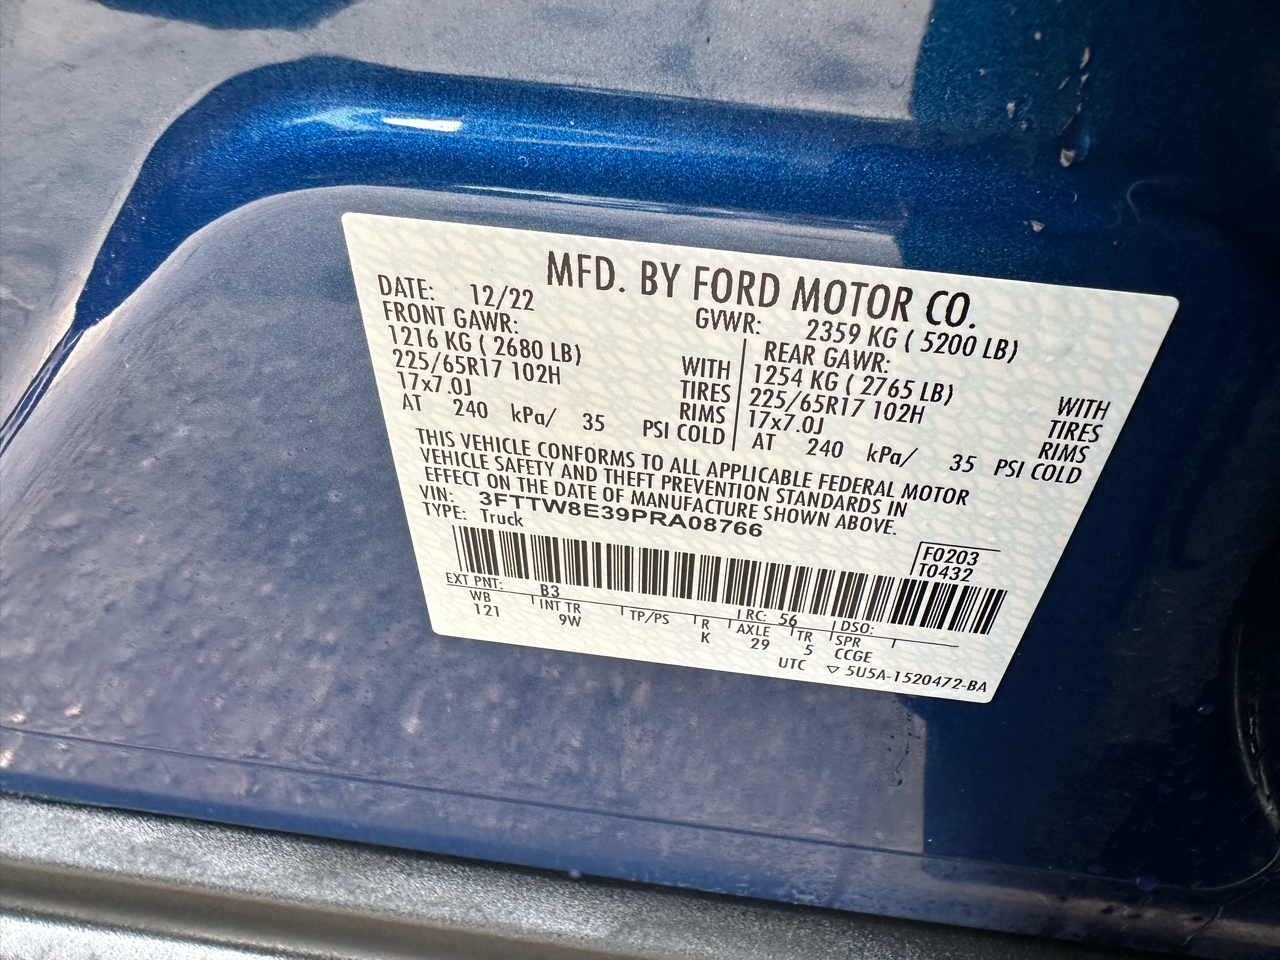 MFD. BY FORD MOTOR CO.
DATE: 12/22 GVWR: 2359 KG ( 5200 LB)
FRONT GAWR: REAR GAWR:
1216 KG ( 2680 LB) WITH 1254 KG ( 2765 LB) WITH
225/65R17 102H TIRES 225/65R17 102H TIRES
17x7.0J RIMS 17x7.0J RIMS
AT 240 kPa/ 35 PSI COLD AT 240 kPa/ 35 PSI COLD
THIS VEHICLE CONFORMS TO ALL APPLICABLE FEDERAL MOTOR
VEHICLE SAFETY AND THEFT PREVENTION STANDARDS IN
EFFECT ON THE DATE OF MANUFACTURE SHOWN ABOVE.
VIN: 3FTTW8E39PRA08766
TYPE: Truck
F0203
T0432
EXT PNT: B3 RC: 56 DSO:
WB INT TR TP/PS R AXLE TR SPR
121 9W K 29 5 CCGE
UTC ▽ 5U5A-1520472-BA